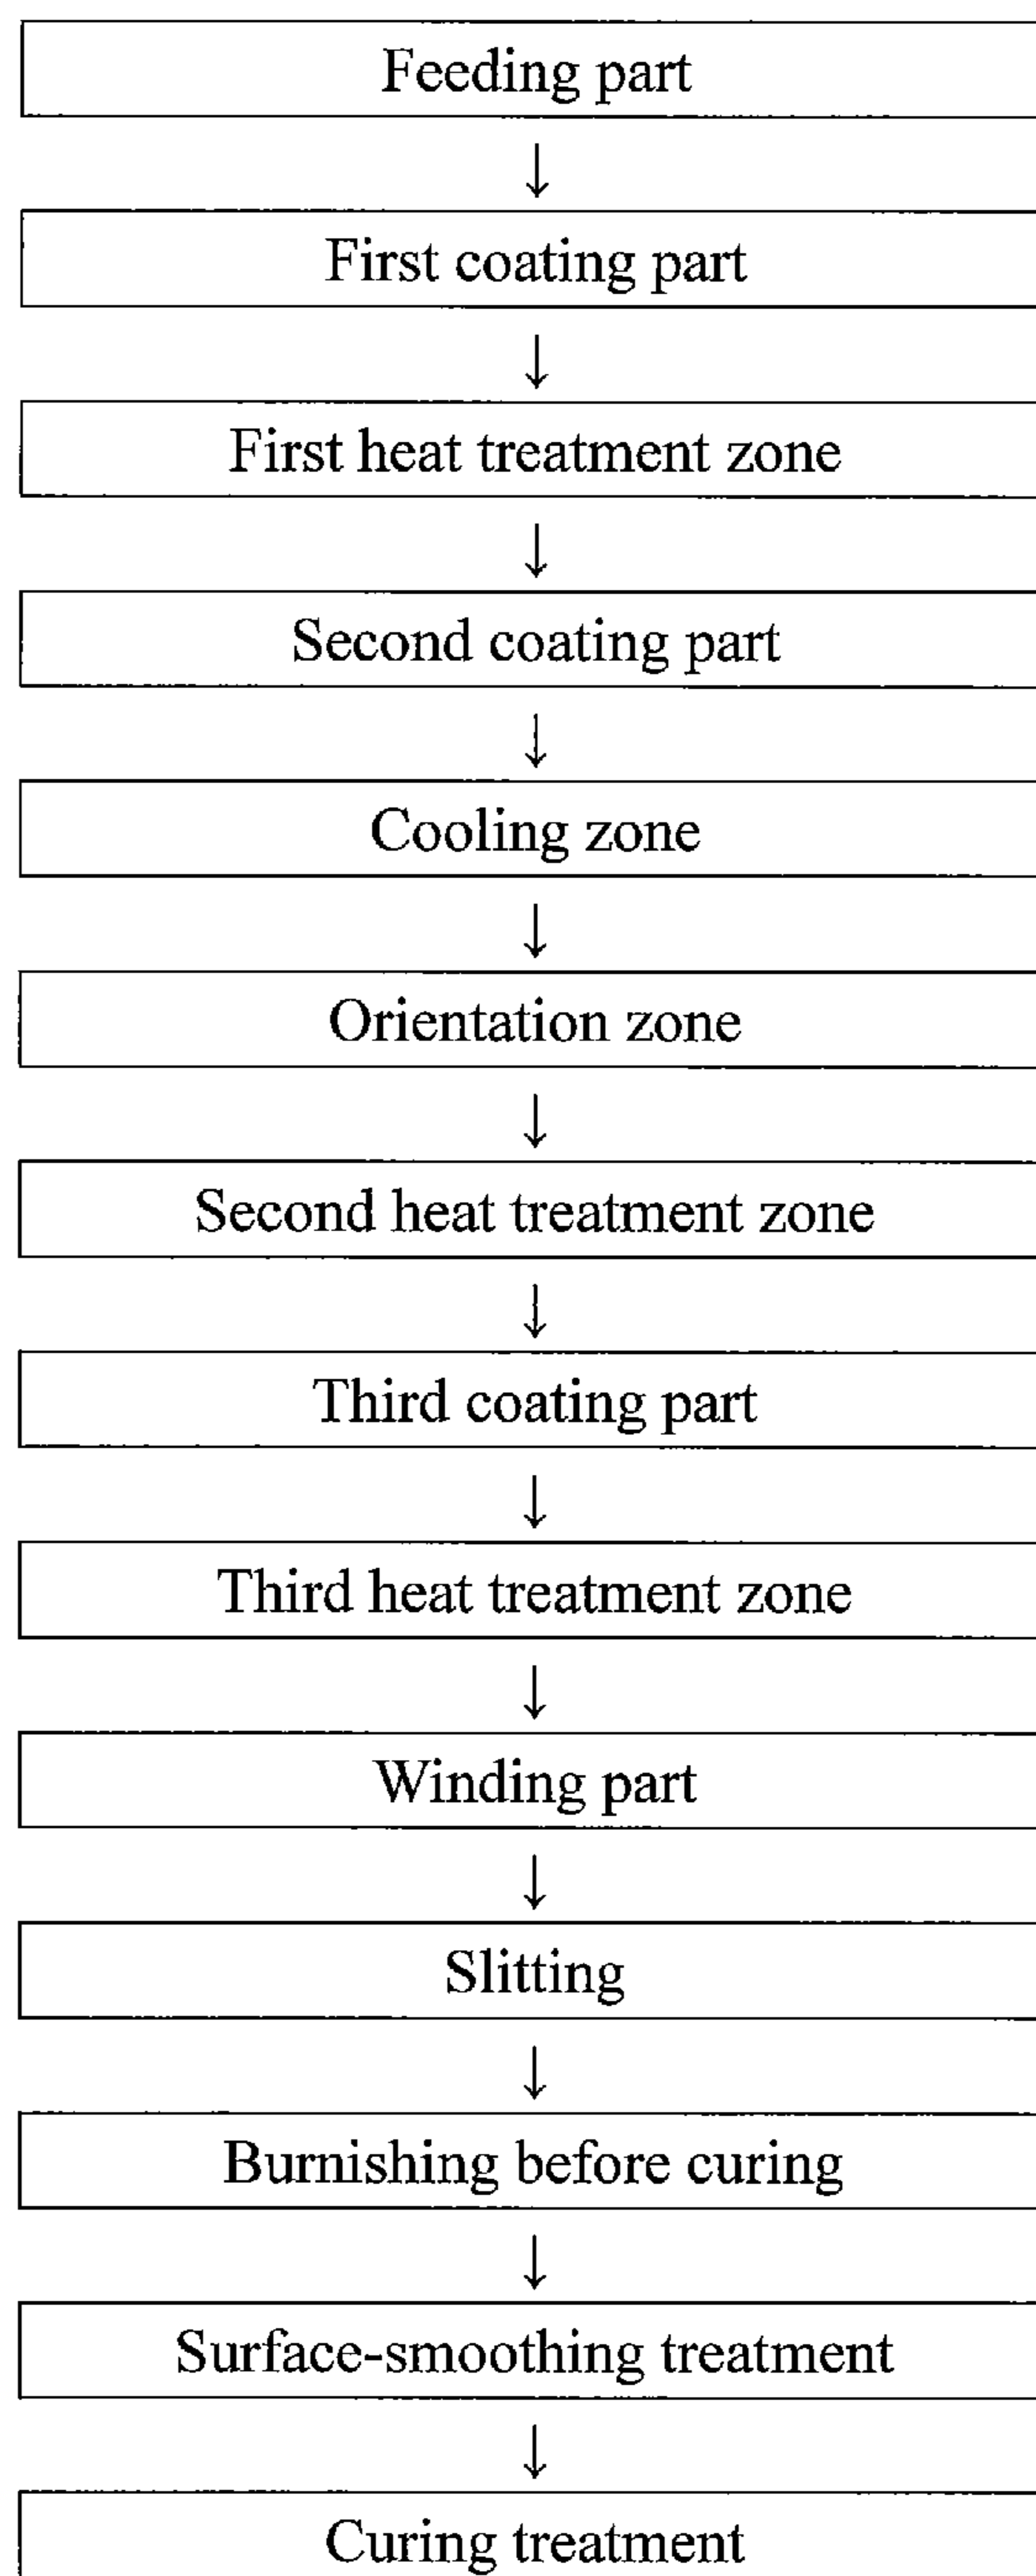 Feeding part
↓
First coating part
↓
First heat treatment zone
↓
Second coating part
↓
Cooling zone
↓
Orientation zone
↓
Second heat treatment zone
↓
Third coating part
↓
Third heat treatment zone
↓
Winding part
↓
Slitting
↓
Burnishing before curing
↓
Surface-smoothing treatment
↓
Curing treatment